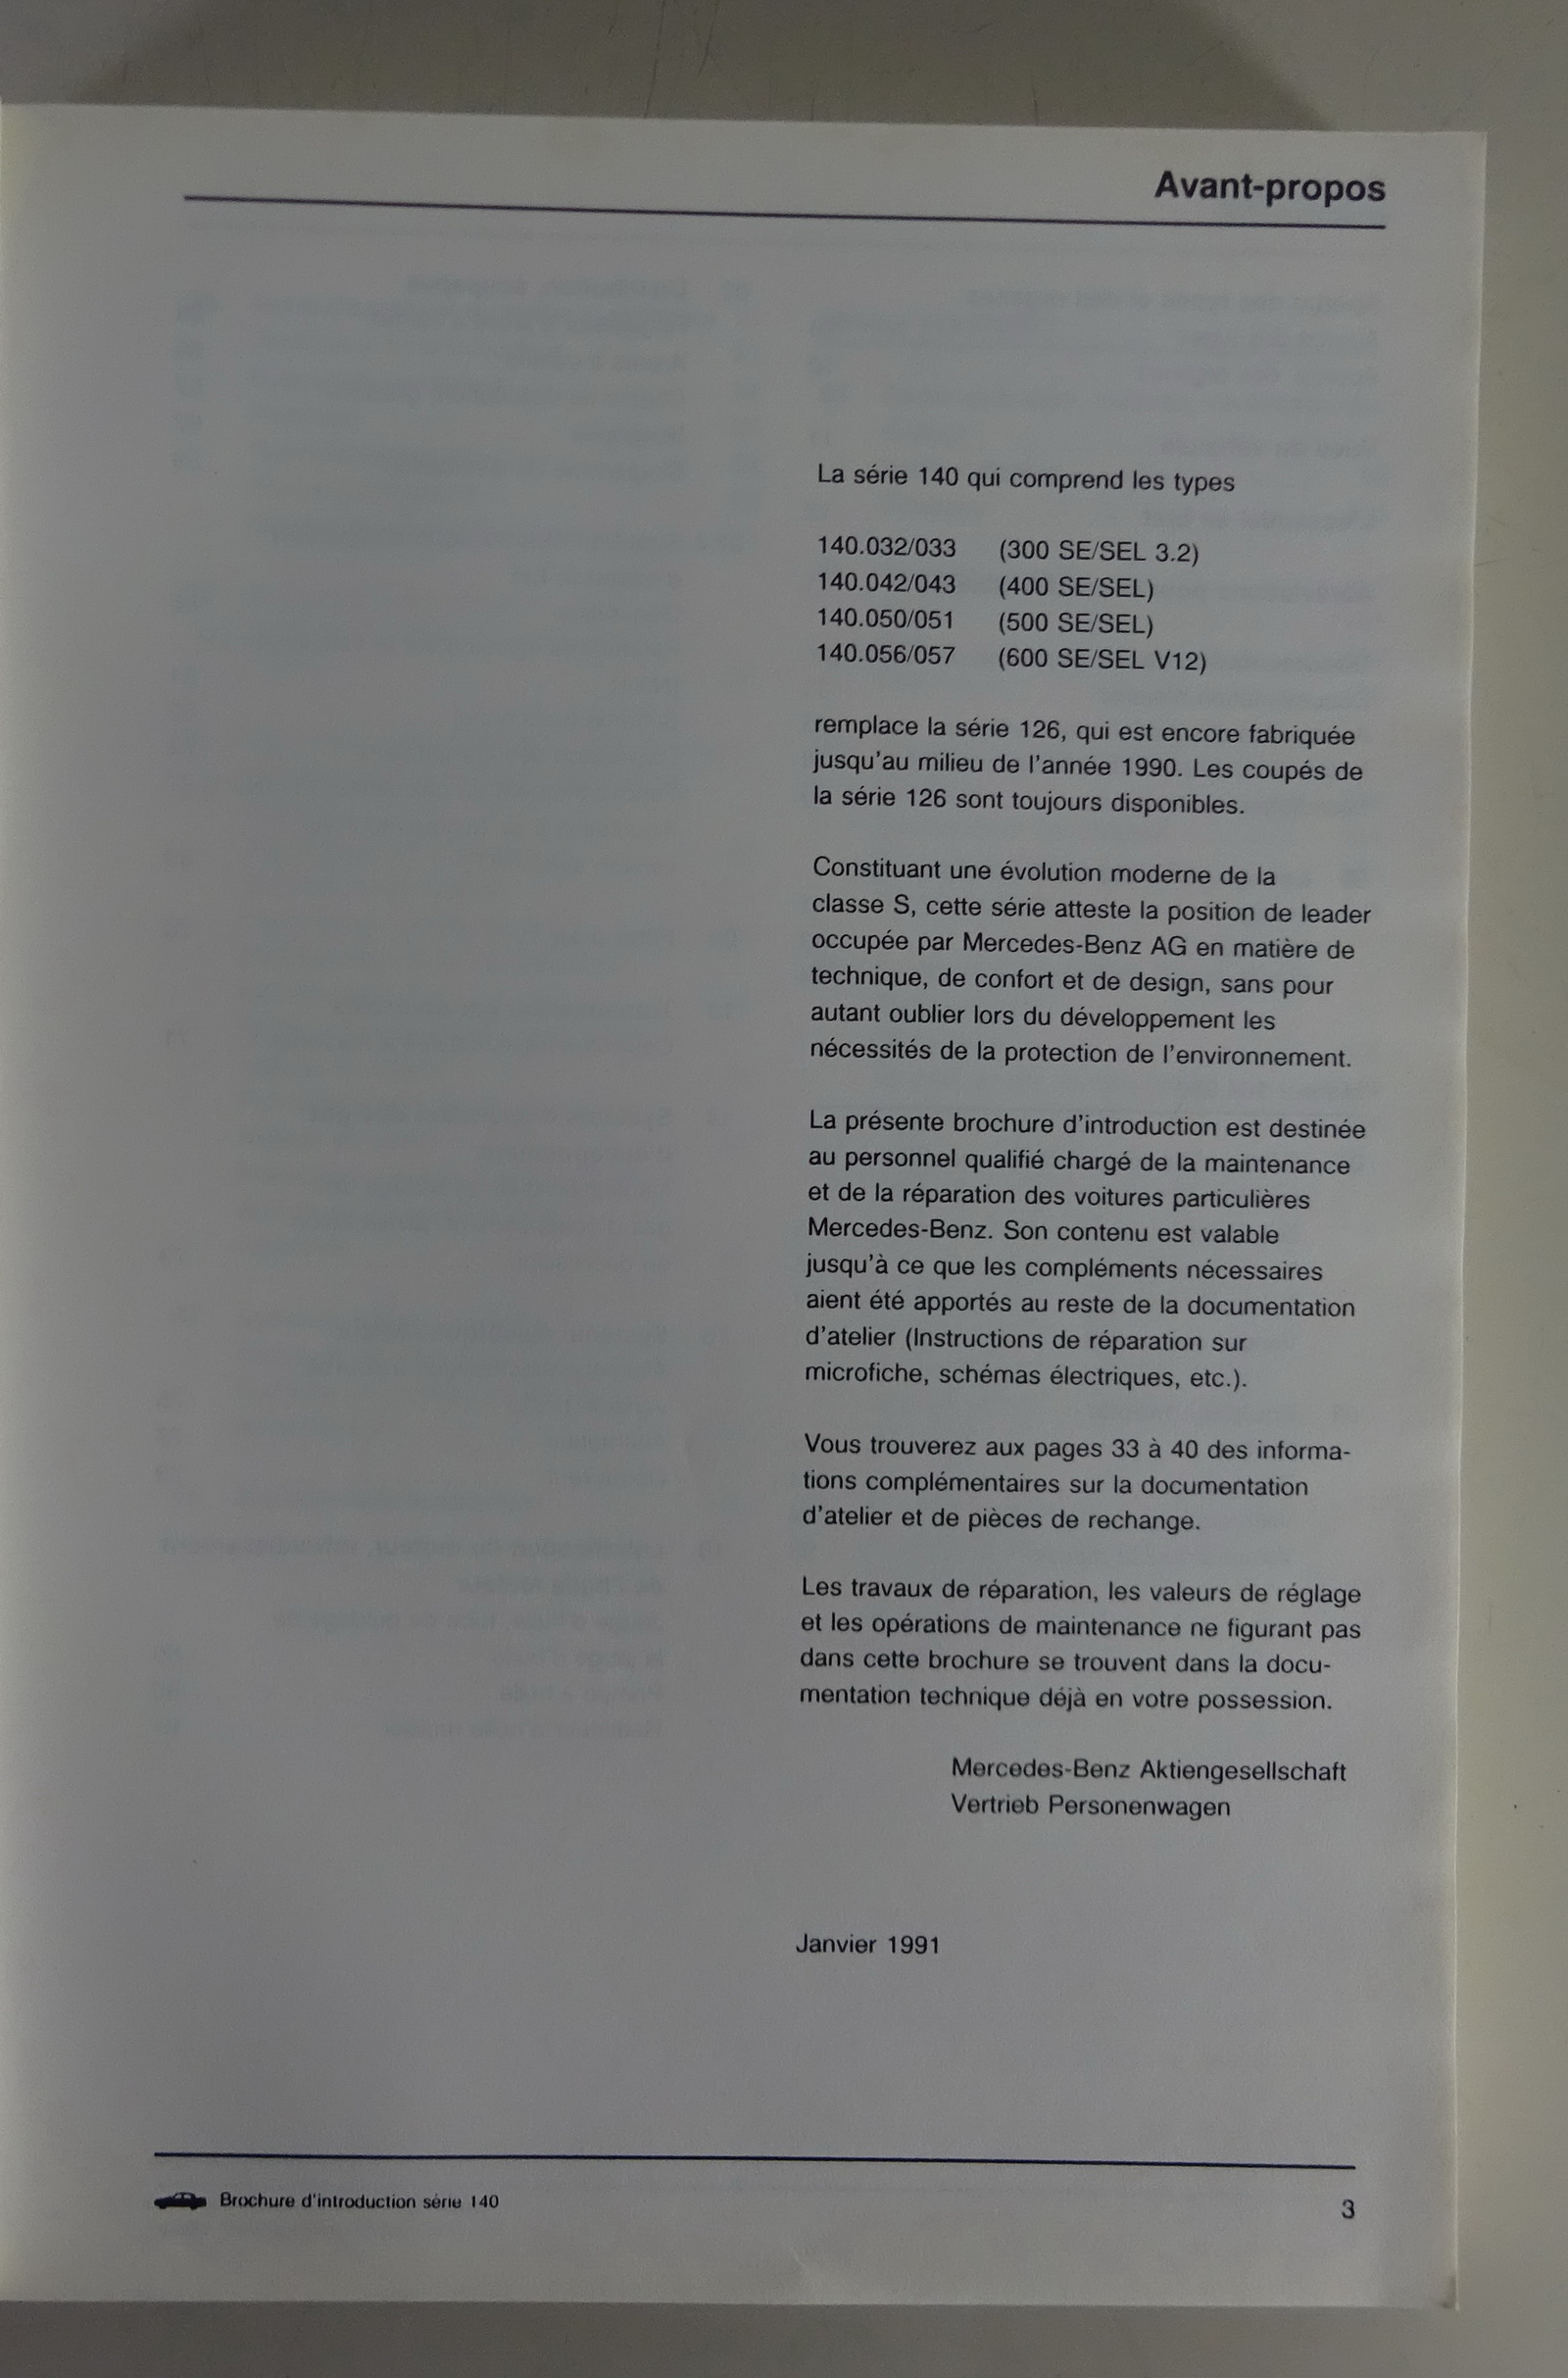 Avant-propos
La série 140 qui comprend les types
140.032/033 (300 SE/SEL 3.2)
140.042/043 (400 SE/SEL)
140.050/051 (500 SE/SEL)
140.056/057 (600 SE/SEL V12)
remplace la série 126, qui est encore fabriquée
jusqu'au milieu de l'année 1990. Les coupés de
la série 126 sont toujours disponibles.
Constituant une évolution moderne de la
classe S, cette série atteste la position de leader
occupée par Mercedes-Benz AG en matière de
technique, de confort et de design, sans pour
autant oublier lors du développement les
nécessités de la protection de l'environnement.
La présente brochure d'introduction est destinée
au personnel qualifié chargé de la maintenance
et de la réparation des voitures particulières
Mercedes-Benz. Son contenu est valable
jusqu'à ce que les compléments nécessaires
aient été apportés au reste de la documentation
d'atelier (Instructions de réparation sur
microfiche, schémas électriques, etc.).
Vous trouverez aux pages 33 à 40 des informa-
tions complémentaires sur la documentation
d'atelier et de pièces de rechange.
Les travaux de réparation, les valeurs de réglage
et les opérations de maintenance ne figurant pas
dans cette brochure se trouvent dans la docu-
mentation technique déjà en votre possession.
Mercedes-Benz Aktiengesellschaft
Vertrieb Personenwagen
Janvier 1991
Brochure d'introduction série 140
3